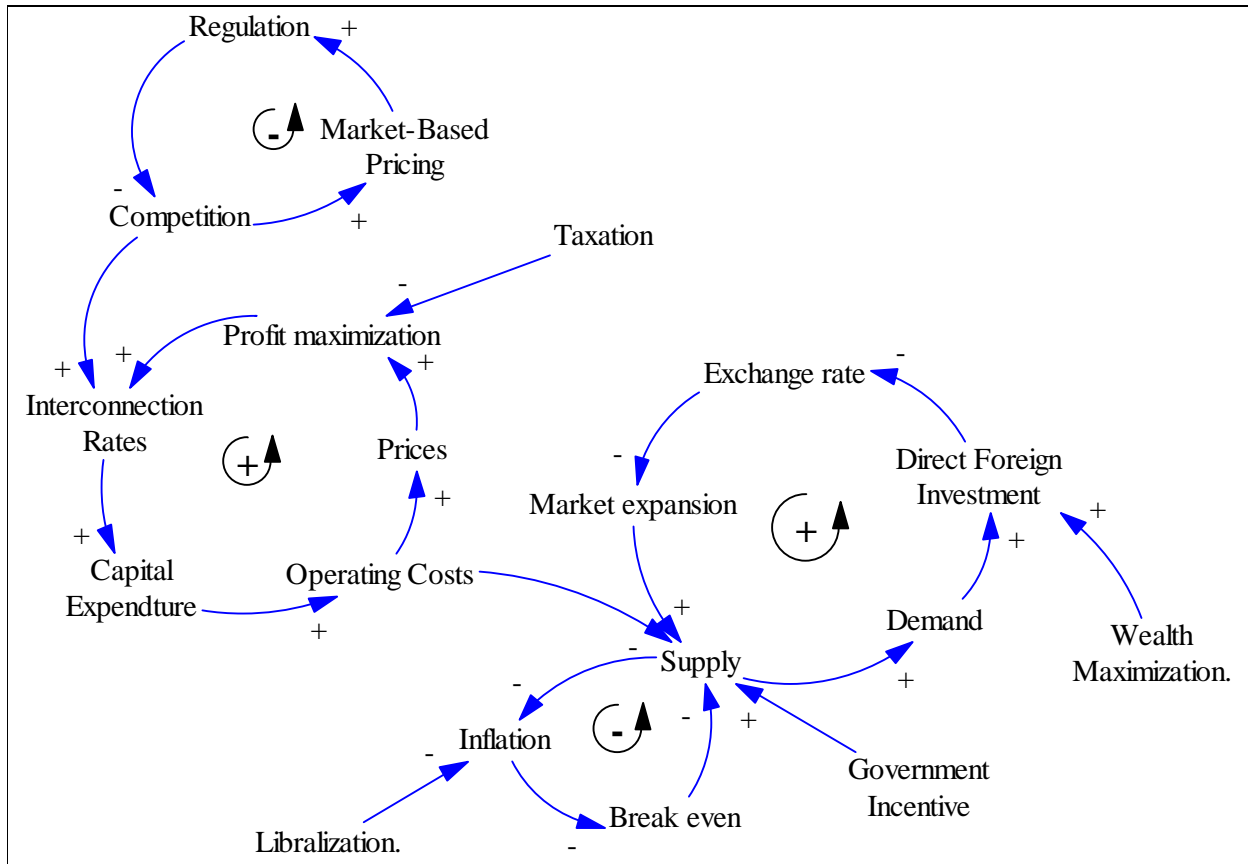 Regulation
+
-
Market-Based
Pricing
-
Competition
+
Taxation
-
Profit maximization
+
+
+
Exchange rate
-
Interconnection
Rates
+
Prices
+
-
Direct Foreign
Investment
Market expansion
+
+
+
+
Capital
Expendture
+
Operating Costs
+
Demand
Wealth
Maximization.
-
Supply
+
-
-
+
-
Inflation
-
Government
Incentive
Break even
-
Libralization.